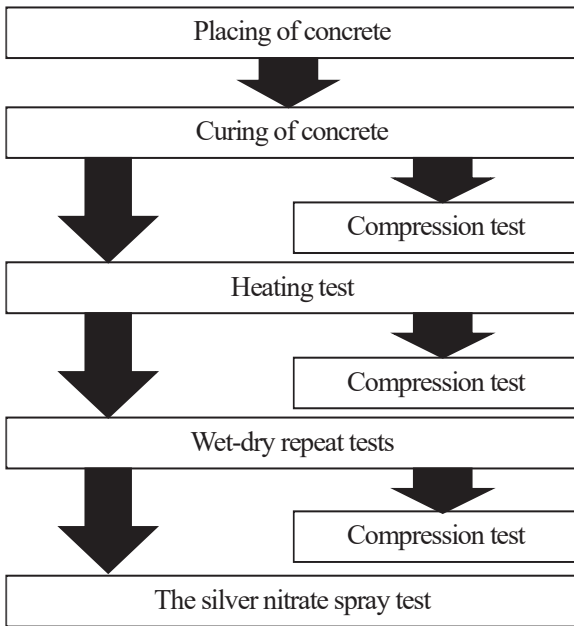 Placing of concrete
Curing of concrete
Compression test
Heating test
Compression test
Wet-dry repeat tests
Compression test
The silver nitrate spray test